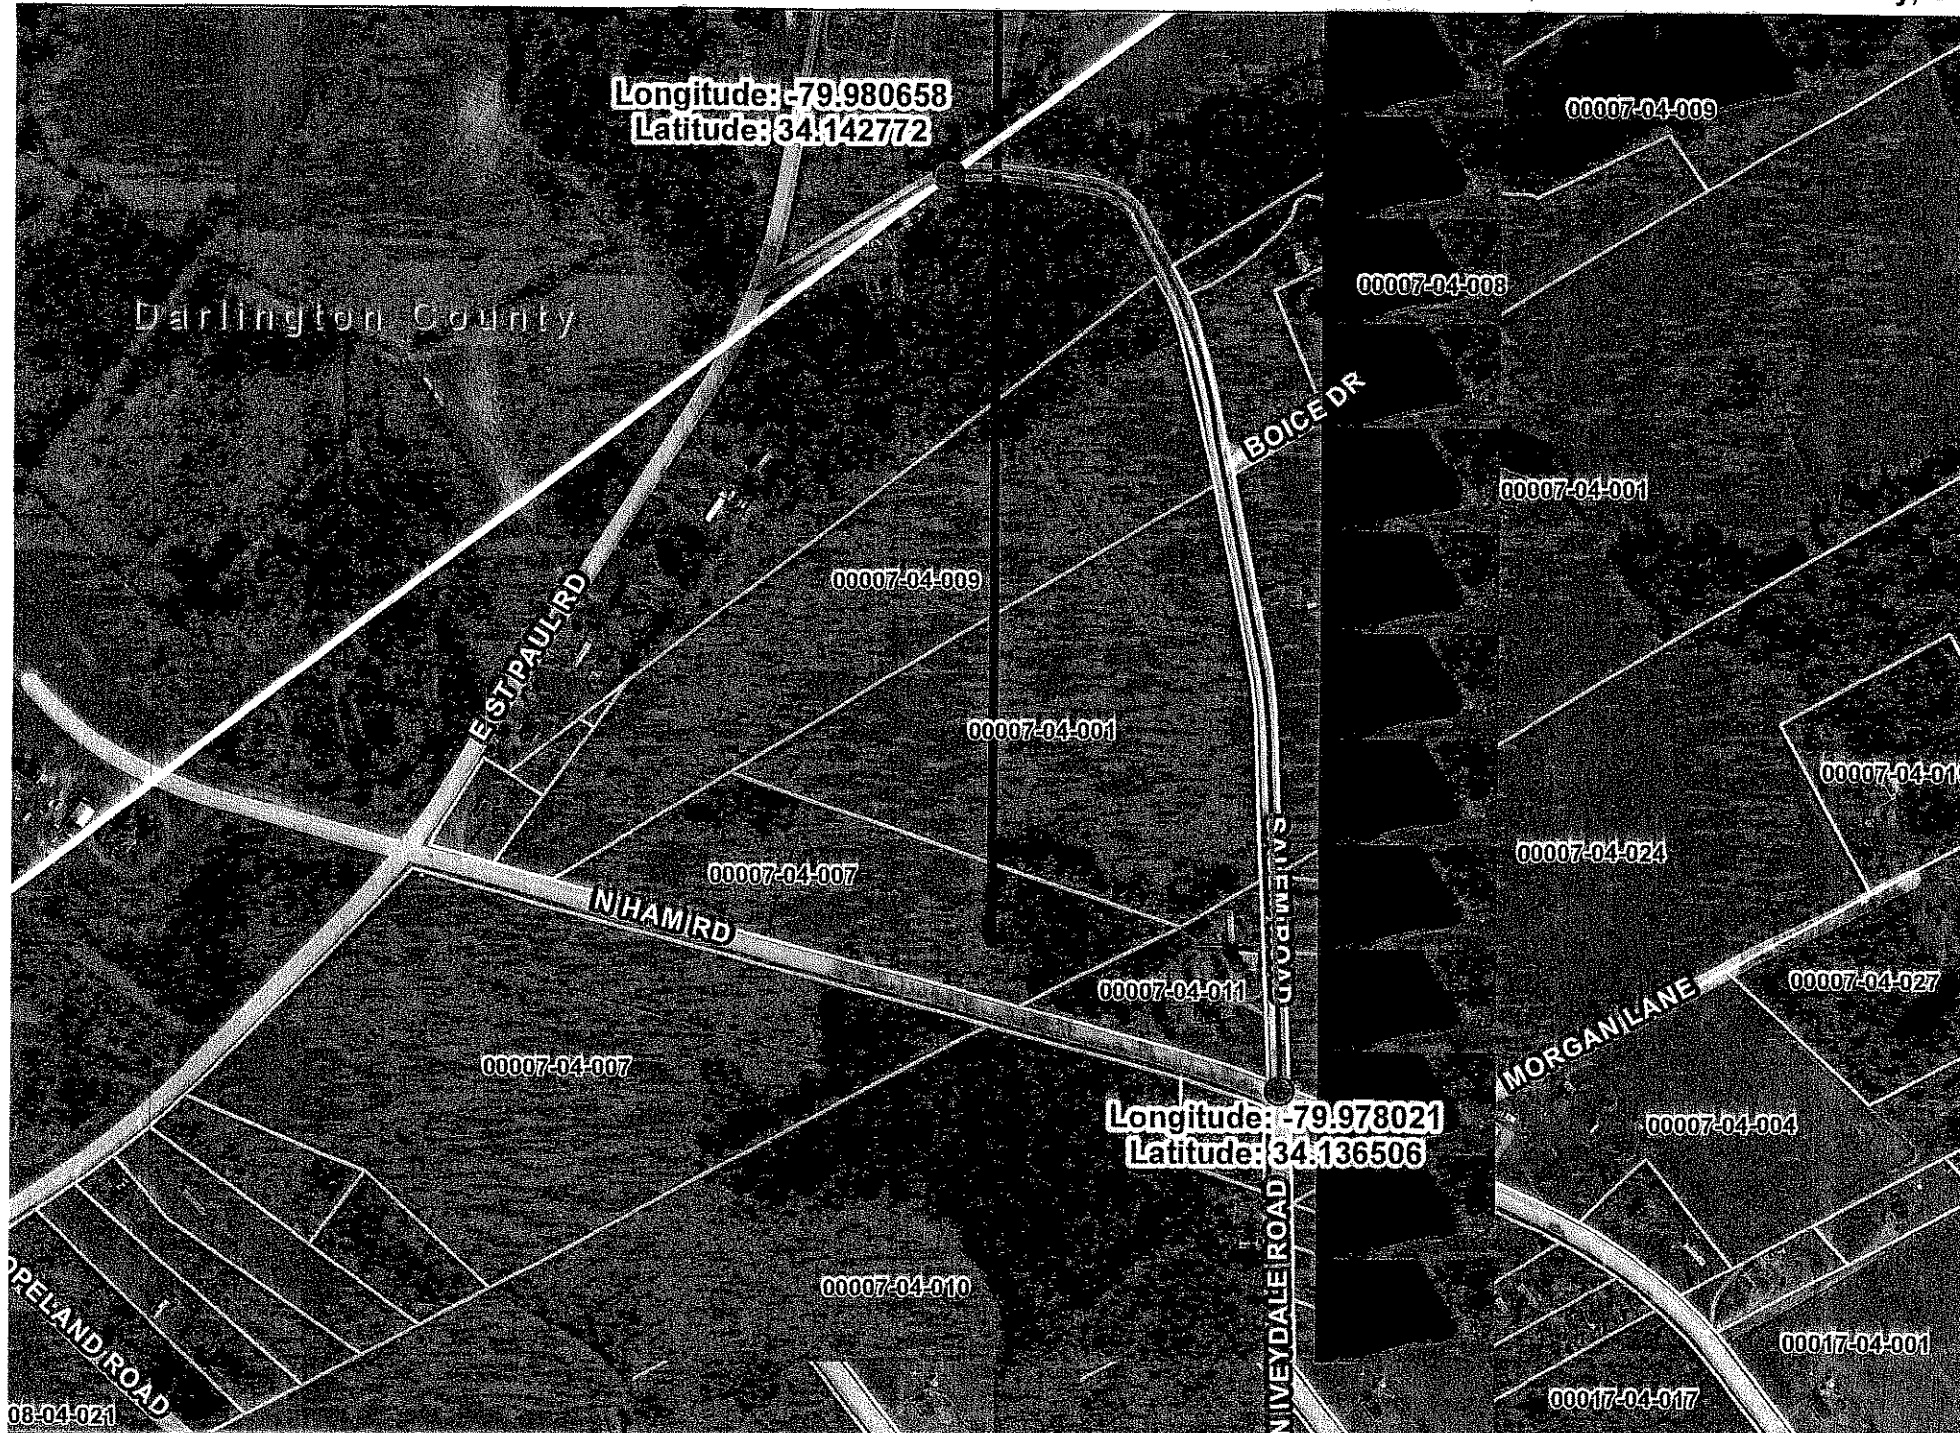 Longitude: -79.980658
Latitude: 34.142772
00007-04-009
Darlington County
00007-04-008
BOICE DR
00007-04-001
00007-04-009
E ST PAUL RD
00007-04-001
00007-04-01
00007-04-024
00007-04-007
N HAM RD
ROAD
00007-04-011
00007-04-027
MORGAN LANE
00007-04-007
Longitude: -79.978021
Latitude: 34.136506
00007-04-004
N IVEYDALE ROAD
00007-04-010
OPELAND ROAD
00017-04-001
00017-04-017
08-04-021